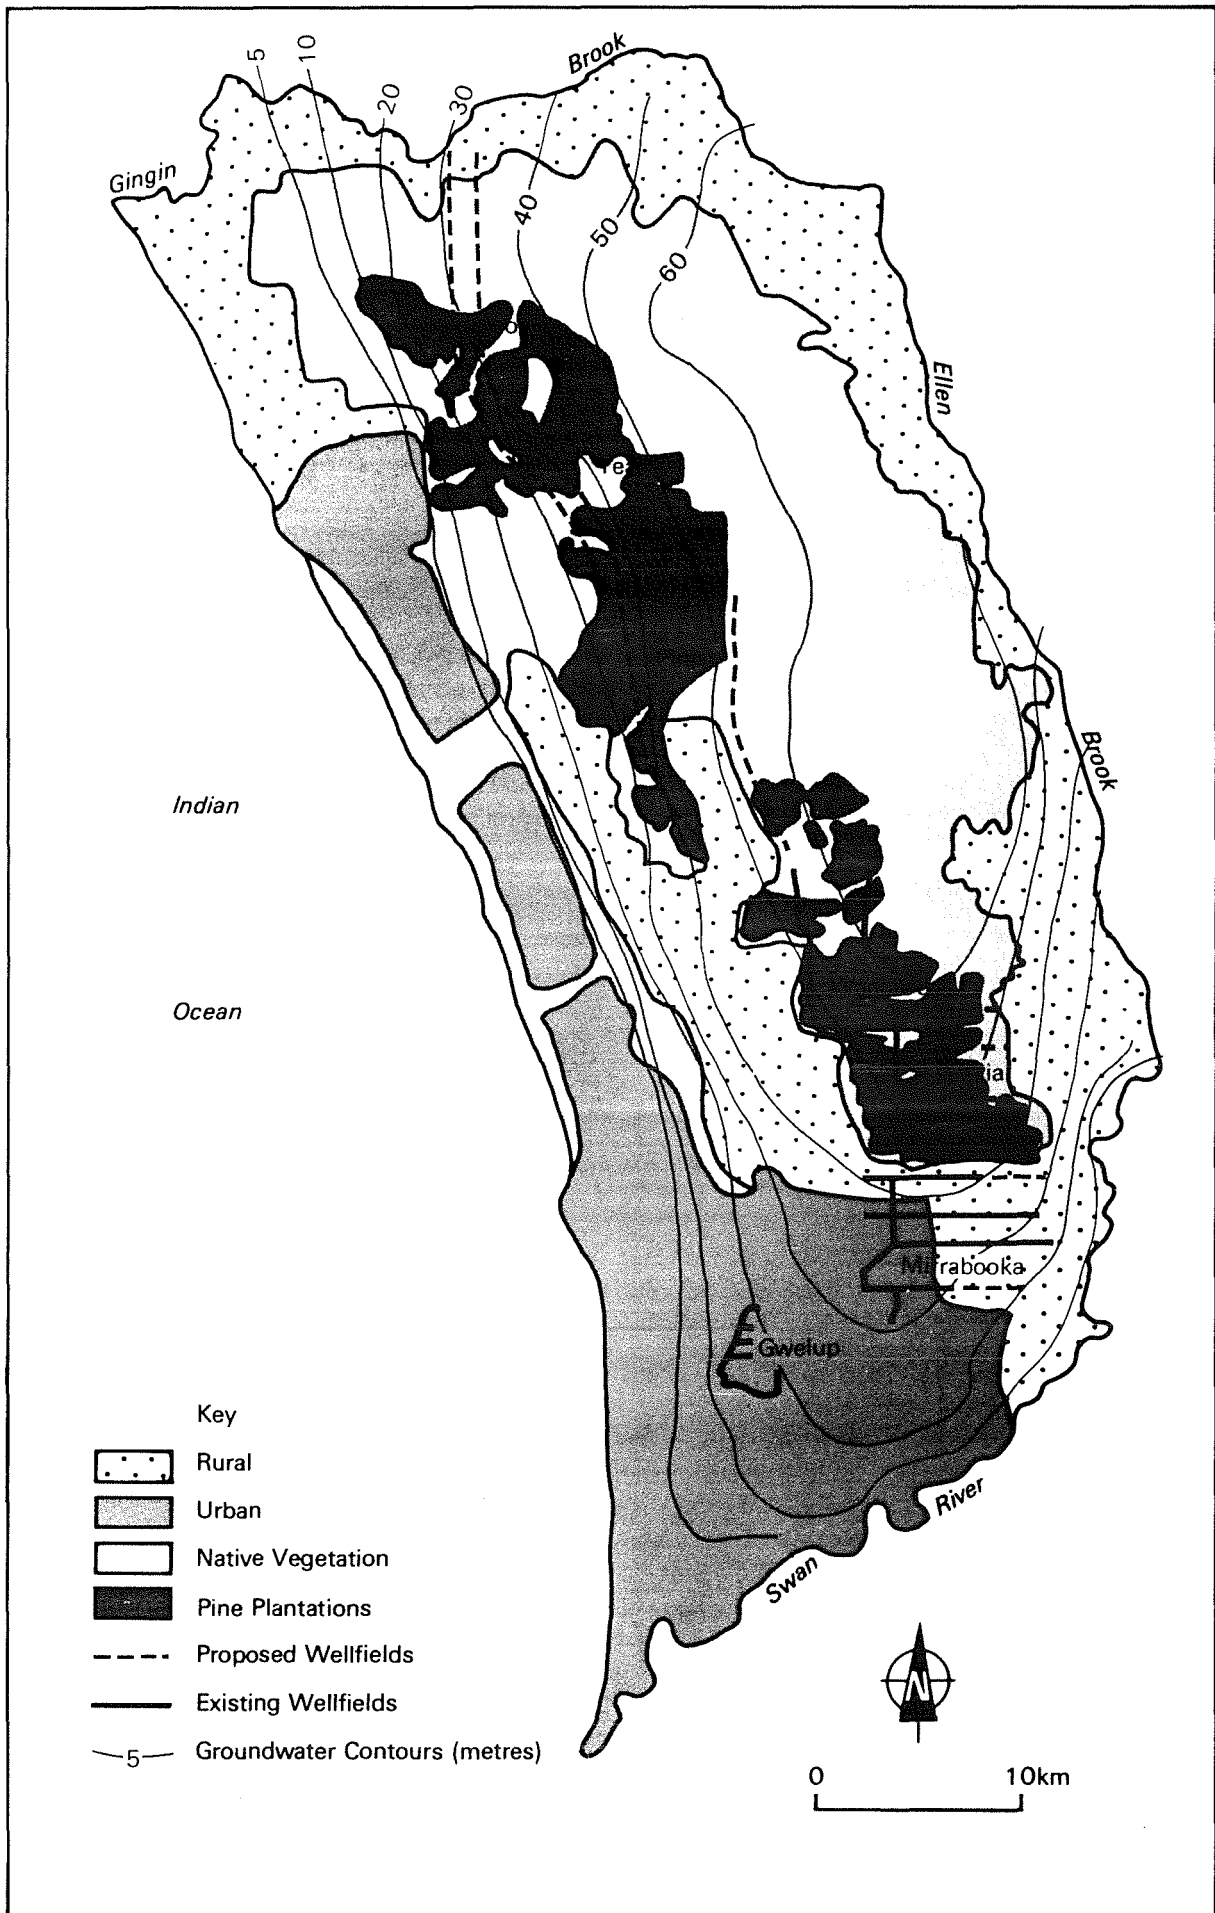 5
10
20
30
Brook
Gingin
40
50
60
Ellen
Brook
Indian
Ocean
Mirrabooka
Gwelup
River
Swan
Key
Rural
Urban
Native Vegetation
Pine Plantations
Proposed Wellfields
Existing Wellfields
5
Groundwater Contours (metres)
N
0
10km